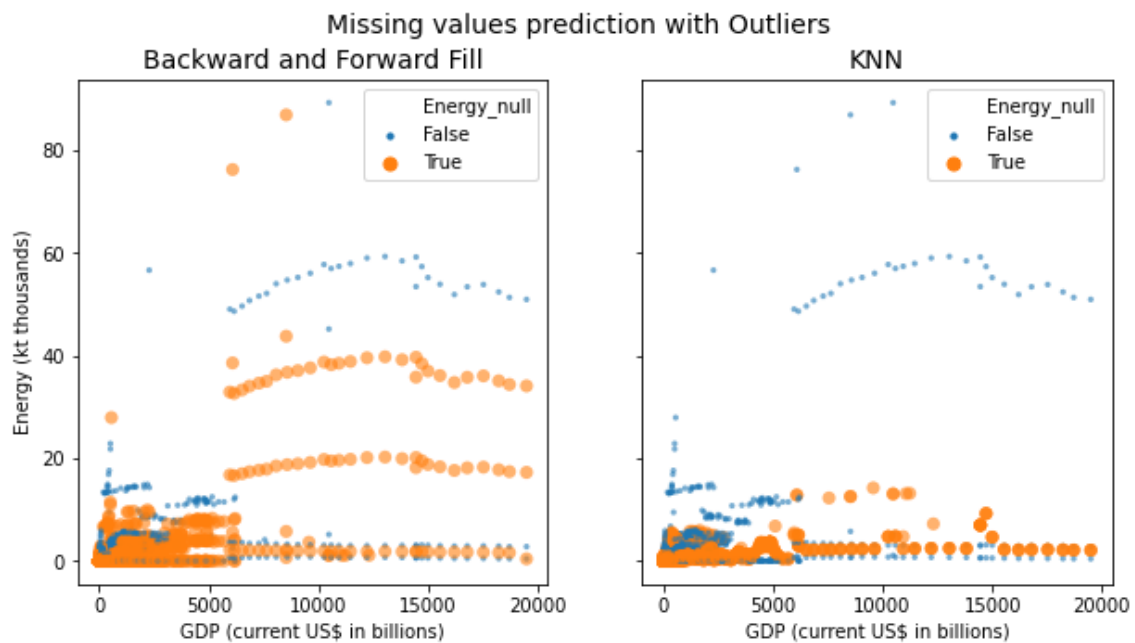 Missing values prediction with Outliers
Backward and Forward Fill
KNN
Energy (kt thousands)
80
60
40
20
0
Energy_null
False
True
Energy_null
False
True
0 5000 10000 15000 20000
GDP (current US$ in billions)
0 5000 10000 15000 20000
GDP (current US$ in billions)